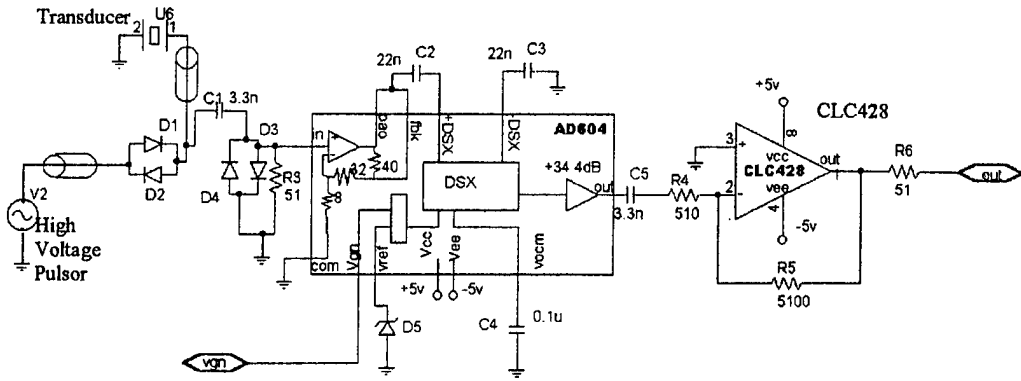 Transducer
U6
2
1
22n
C2
22n
C3
C1
3.3n
D1
D3
D2
D4
R3
51
in
pao
fbk
+DSX
-DSX
AD604
40
32
8
DSX
+34.4dB
out
C5
3.3n
R4
510
+5v
CLC428
3
8
vcc
CLC428
vee
out
1
2
4
-5v
R6
51
out
R5
5100
V2
High
Voltage
Pulsor
com
Vgn
vref
Vcc
Vee
vocm
+5v
-5v
D5
C4
0.1u
vgn